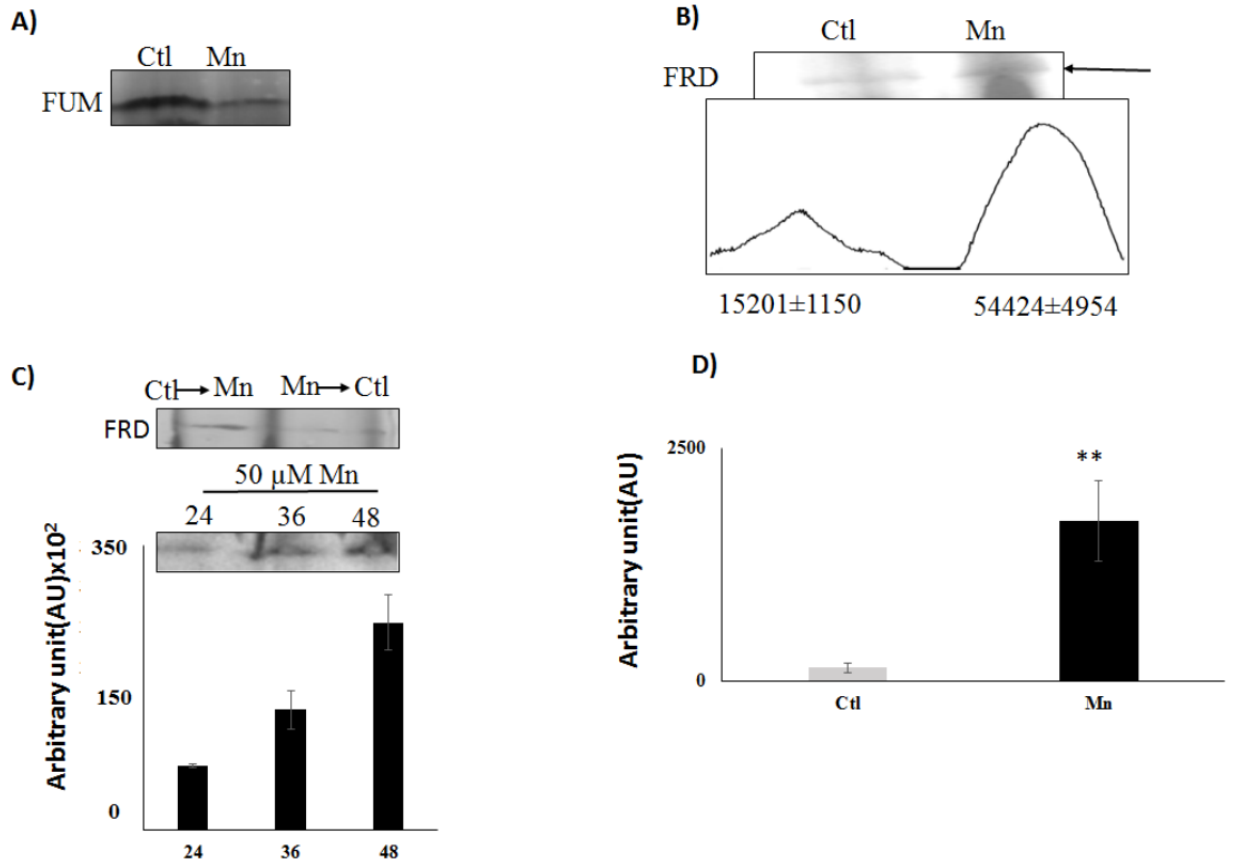 A)
Ctl Mn
FUM
B)
Ctl Mn
FRD
15201±1150 54424±4954
C)
Ctl→Mn Mn→Ctl
FRD
50 µM Mn
24 36 48
Arbitrary unit(AU)x10²
350
150
0
24 36 48
D)
Arbitrary unit(AU)
2500
**
0
Ctl Mn